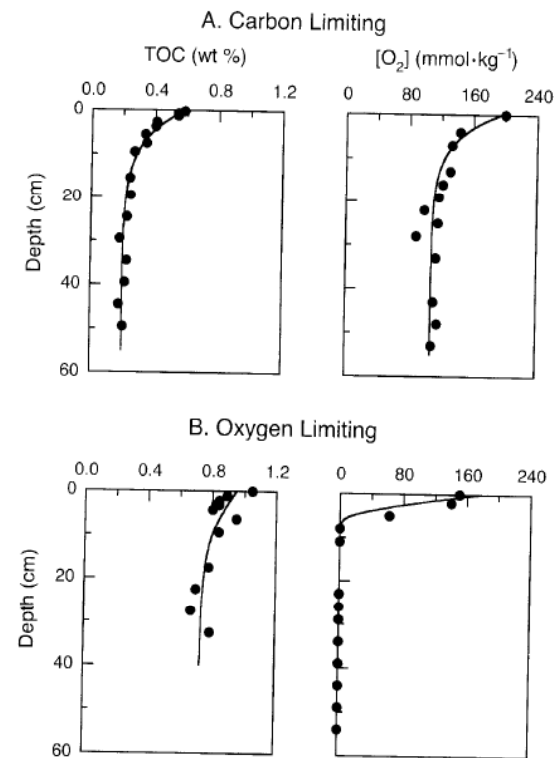 A. Carbon Limiting
TOC (wt %)
[O₂] (mmol·kg⁻¹)
0.0 0.4 0.8 1.2
0 80 160 240
0
20
40
60
Depth (cm)
B. Oxygen Limiting
0.0 0.4 0.8 1.2
0 80 160 240
0
20
40
60
Depth (cm)